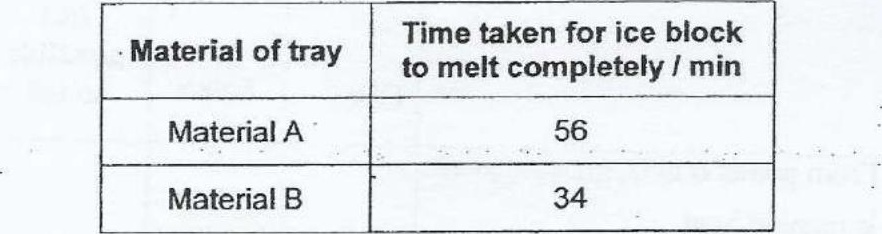 Material of tray
Time taken for ice block
to melt completely / min
Material A
56
Material B
34